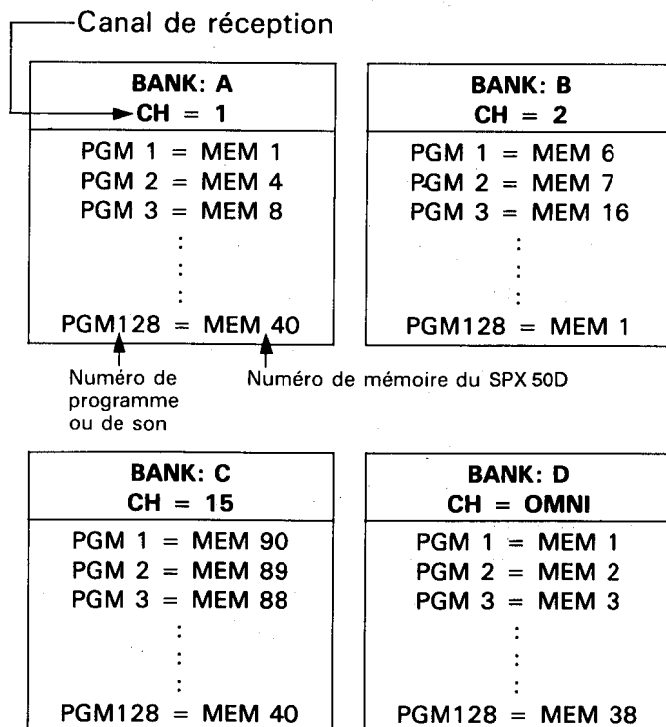 Canal de réception
BANK: A
CH = 1
PGM 1 = MEM 1
PGM 2 = MEM 4
PGM 3 = MEM 8
:
:
:
PGM128 = MEM 40
BANK: B
CH = 2
PGM 1 = MEM 6
PGM 2 = MEM 7
PGM 3 = MEM 16
:
:
:
PGM128 = MEM 1
Numéro de
programme
ou de son
Numéro de mémoire du SPX 50D
BANK: C
CH = 15
PGM 1 = MEM 90
PGM 2 = MEM 89
PGM 3 = MEM 88
:
:
:
PGM128 = MEM 40
BANK: D
CH = OMNI
PGM 1 = MEM 1
PGM 2 = MEM 2
PGM 3 = MEM 3
:
:
:
PGM128 = MEM 38